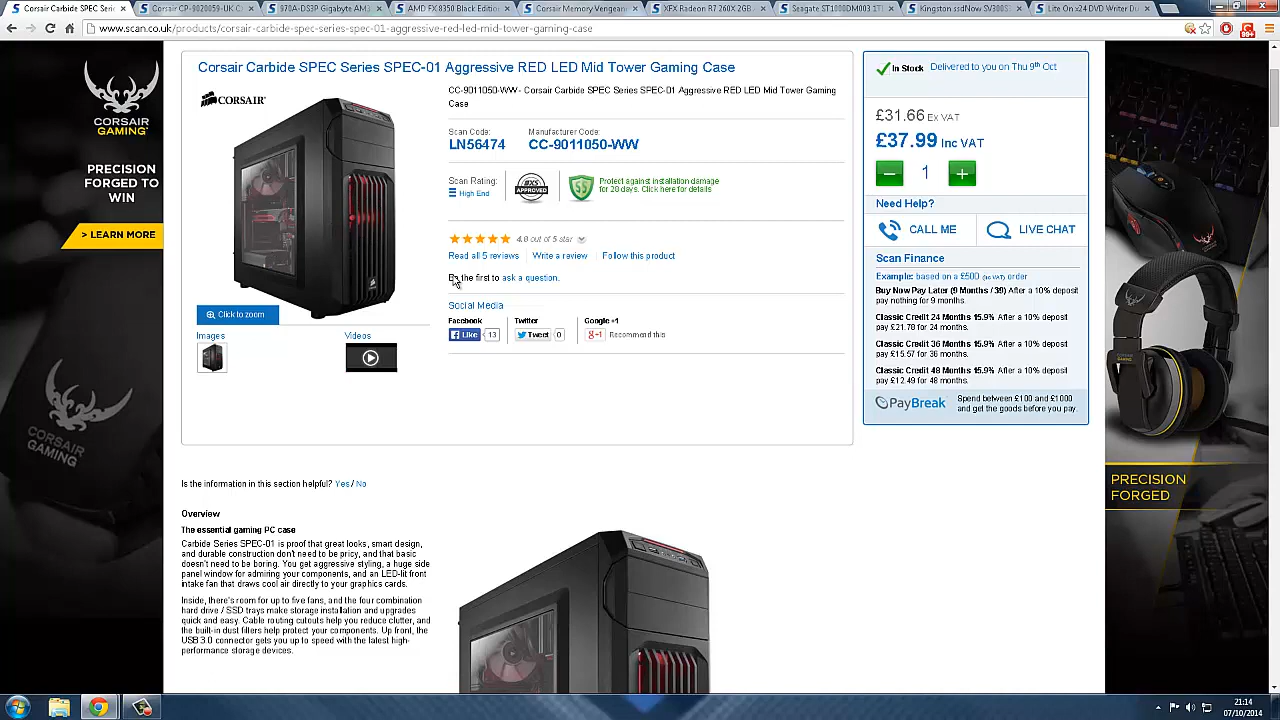 Corsair Carbide SPEC Seri
Corsair CP-9020059-UK C
970A-DS3P Gigabyte AM3
AMD FX-8350 Black Edition
Corsair Memory Vengean
XFX Radeon R7 260X 2GB
Seagate ST1000DM003 1T
Kingston ssdNow SV300S
Lite On x24 DVD Writer D
www.scan.co.uk/products/corsair-carbide-spec-series-spec-01-aggressive-red-led-mid-tower-gaming-case
CORSAIR
GAMING
PRECISION
FORGED TO
WIN
> LEARN MORE
CORSAIR
GAMING
Corsair Carbide SPEC Series SPEC-01 Aggressive RED LED Mid Tower Gaming Case
CORSAIR
Click to zoom
Images
Videos
CC-9011050-WW - Corsair Carbide SPEC Series SPEC-01 Aggressive RED LED Mid Tower Gaming
Case
Scan Code:
Manufacturer Code:
LN56474
CC-9011050-WW
Scan Rating:
High End
APPROVED
Protect against installation damage
for 28 days. Click here for details
4.8 out of 5 star
Read all 5 reviews
Write a review
Follow this product
Be the first to ask a question.
Social Media
Facebook
Twitter
Google +1
Like
13
Tweet
0
g+1
Recommend this
In Stock
Delivered to you on Thu 9th Oct
£31.66 Ex VAT
£37.99 Inc VAT
1
Need Help?
CALL ME
LIVE CHAT
Scan Finance
Example: based on a £500 (inc VAT) order
Buy Now Pay Later (9 Months / 39) After a 10% deposit
pay nothing for 9 months.
Classic Credit 24 Months 15.9% After a 10% deposit
pay £21.78 for 24 months.
Classic Credit 36 Months 15.9% After a 10% deposit
pay £15.57 for 36 months.
Classic Credit 48 Months 15.9% After a 10% deposit
pay £12.49 for 48 months.
PayBreak
Spend between £100 and £1000
and get the goods before you pay.
PRECISION
FORGED
Is the information in this section helpful? Yes / No
Overview
The essential gaming PC case
Carbide Series SPEC-01 is proof that great looks, smart design,
and durable construction don't need to be pricy, and that basic
doesn't need to be boring. You get aggressive styling, a huge side
panel window for admiring your components, and an LED-lit front
intake fan that draws cool air directly to your graphics cards.
Inside, there's room for up to five fans, and the four combination
hard drive / SSD trays make storage installation and upgrades
quick and easy. Cable routing cutouts help you reduce clutter, and
the built-in dust filters help protect your components. Up front, the
USB 3.0 connector gets you up to speed with the latest high-
performance storage devices.
21:14
07/10/2014